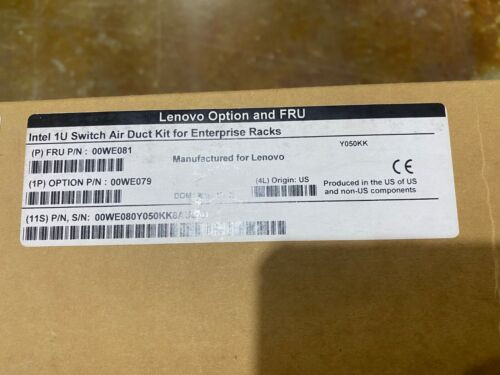 Lenovo Option and FRU
Intel 1U Switch Air Duct Kit for Enterprise Racks
Y050KK
(P) FRU P/N : 00WE081
Manufactured for Lenovo
(1P) OPTION P/N : 00WE079
(4L) Origin: US
CE
Produced in the US of US
and non-US components
(11S) P/N, S/N: